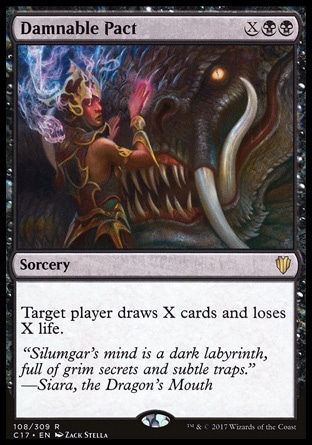 Damnable Pact X
Sorcery
Target player draws X cards and loses
X life.
“Silumgar's mind is a dark labyrinth,
full of grim secrets and subtle traps.”
—Siara, the Dragon's Mouth
108/309 R
C17 • EN Zack Stella
™ & © 2017 Wizards of the Coast